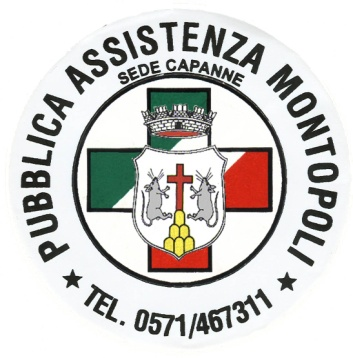 PUBBLICA ASSISTENZA MONTOPOLI
SEDE CAPANNE
★ TEL. 0571/467311 ★